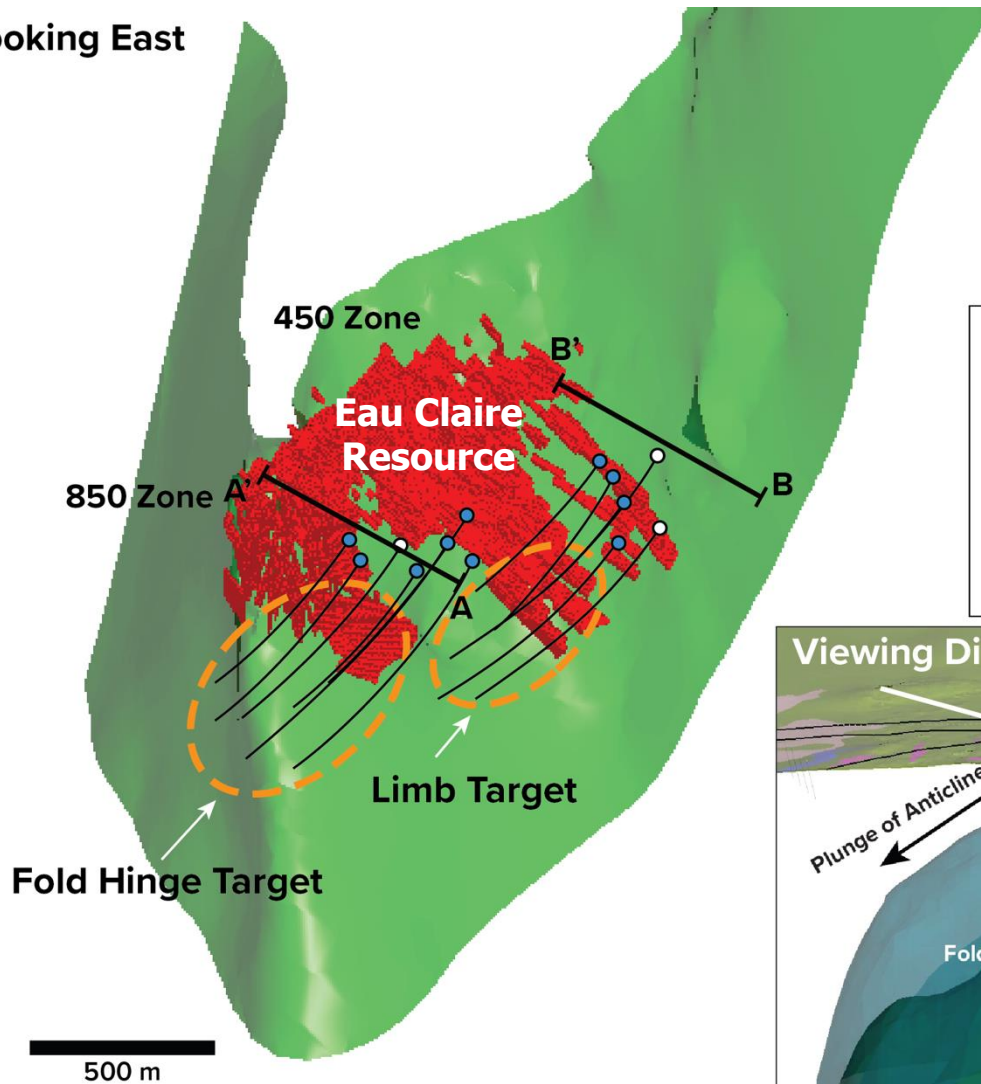 ooking East
450 Zone
B'
Eau Claire
Resource
850 Zone
A'
B
A
Limb Target
Fold Hinge Target
500 m
Viewing Di
Plunge of Anticline
Fold